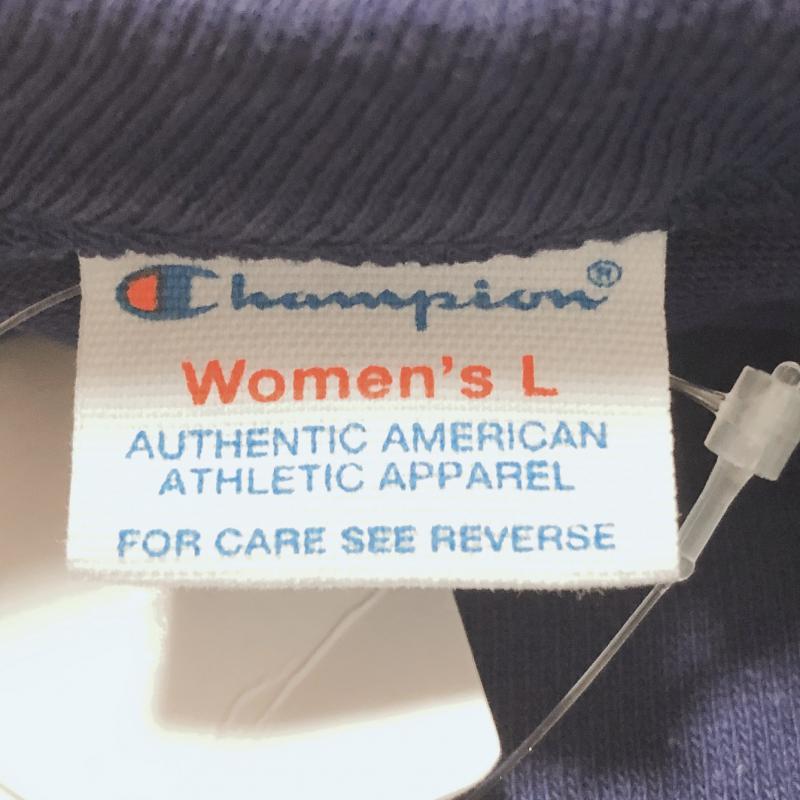 Champion®
Women's L
AUTHENTIC AMERICAN
ATHLETIC APPAREL
FOR CARE SEE REVERSE